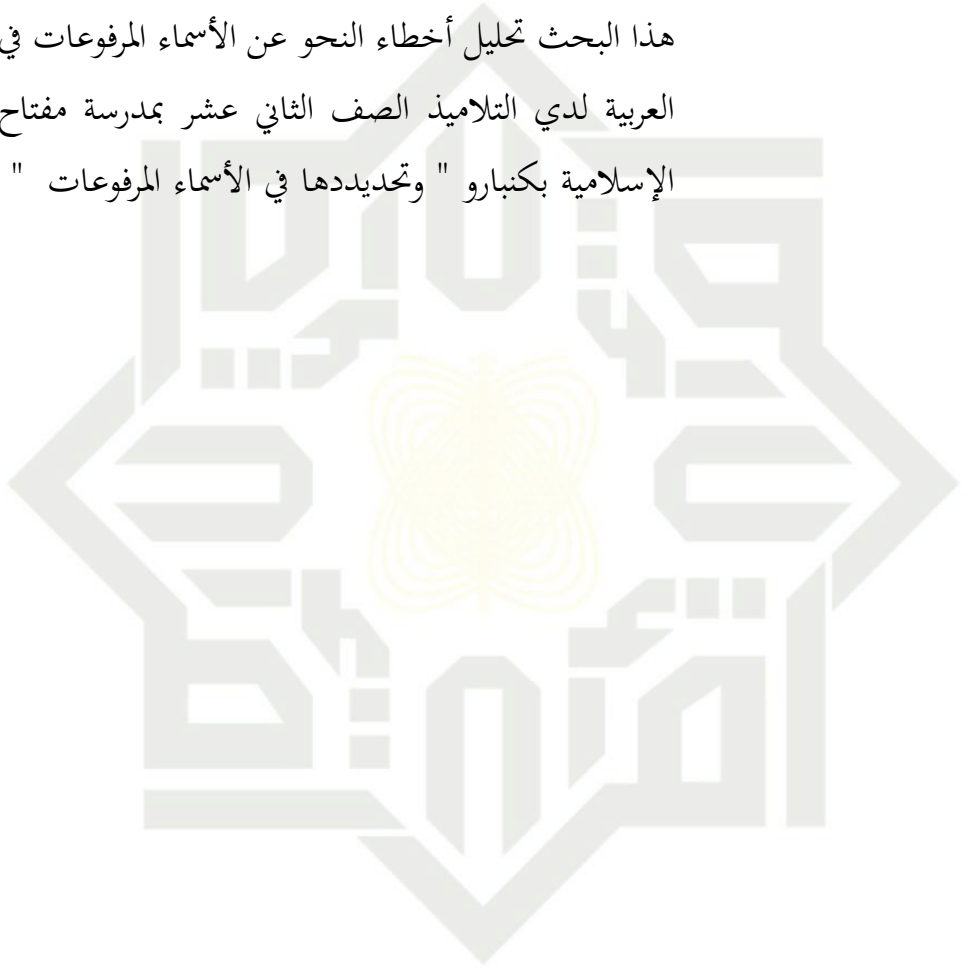 هذا البحث تحليل أخطاء النحو عن الأسماء المرفوعات في
العربية لدي التلاميذ الصف الثاني عشر بمدرسة مفتاح
الإسلامية بكنبارو " وتحديددها في الأسماء المرفوعات "